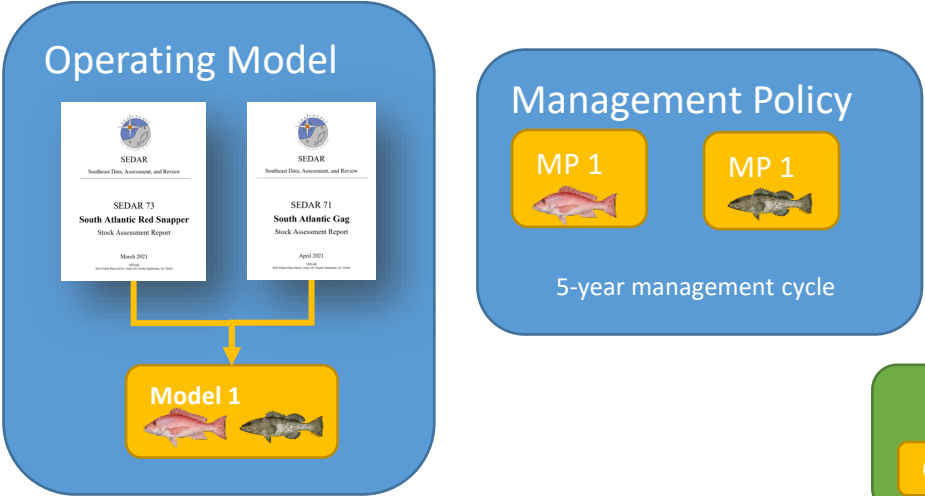 Operating Model
SEDAR
Southeast Data, Assessment, and Review
SEDAR 73
South Atlantic Red Snapper
Stock Assessment Report
March 2021
SEDAR
SEDAR
Southeast Data, Assessment, and Review
SEDAR 71
South Atlantic Gag
Stock Assessment Report
April 2021
SEDAR
Model 1
Management Policy
MP 1
MP 1
5-year management cycle